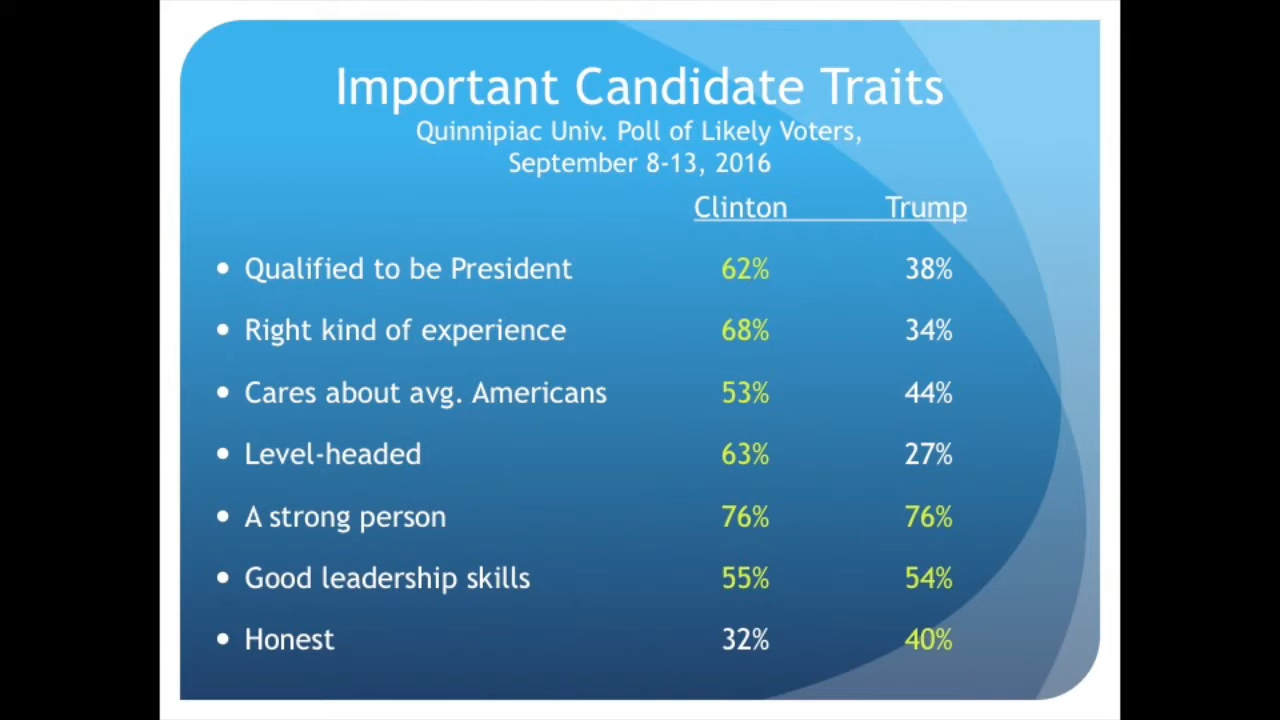 Important Candidate Traits
Quinnipiac Univ. Poll of Likely Voters,
September 8-13, 2016
Clinton Trump
• Qualified to be President 62% 38%
• Right kind of experience 68% 34%
• Cares about avg. Americans 53% 44%
• Level-headed 63% 27%
• A strong person 76% 76%
• Good leadership skills 55% 54%
• Honest 32% 40%